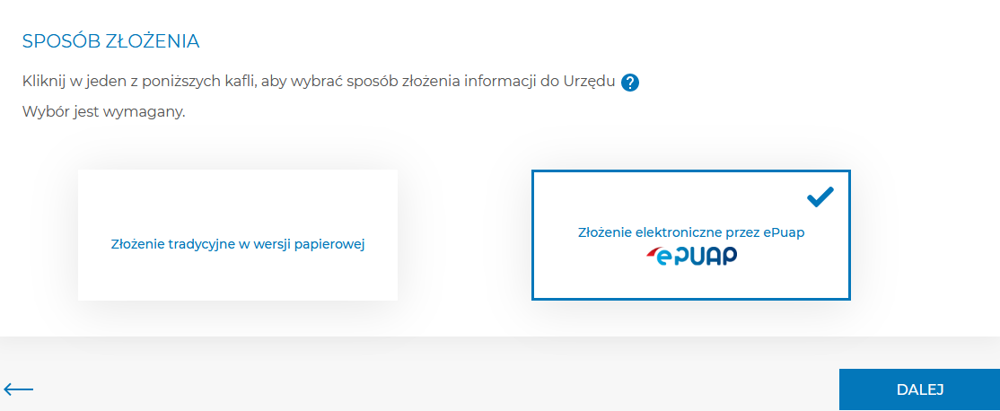 SPOSÓB ZŁOŻENIA
Kliknij w jeden z poniższych kafli, aby wybrać sposób złożenia informacji do Urzędu ?
Wybór jest wymagany.
Złożenie tradycyjne w wersji papierowej
Złożenie elektroniczne przez ePuap
ePUAP
DALEJ